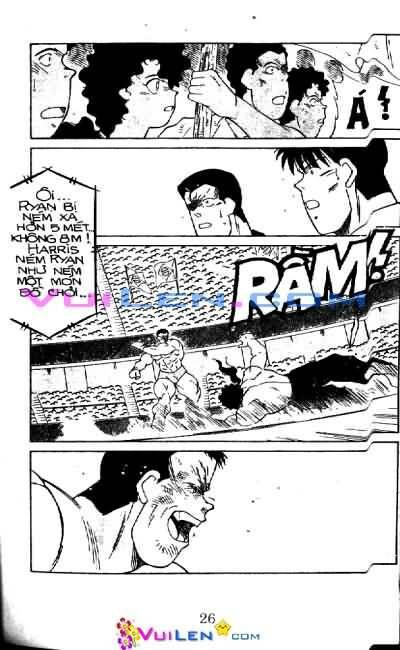 Á!
ÔI...
RYAN BỊ
NÉM XA
HƠN 5 MÉT...
KHÔNG 8M!
HARRIS
NÉM RYAN
NHƯ NÉM
MỘT MÓN
ĐỒ CHƠI...
RẦM!
VUILEN.COM
26
VUILEN.COM